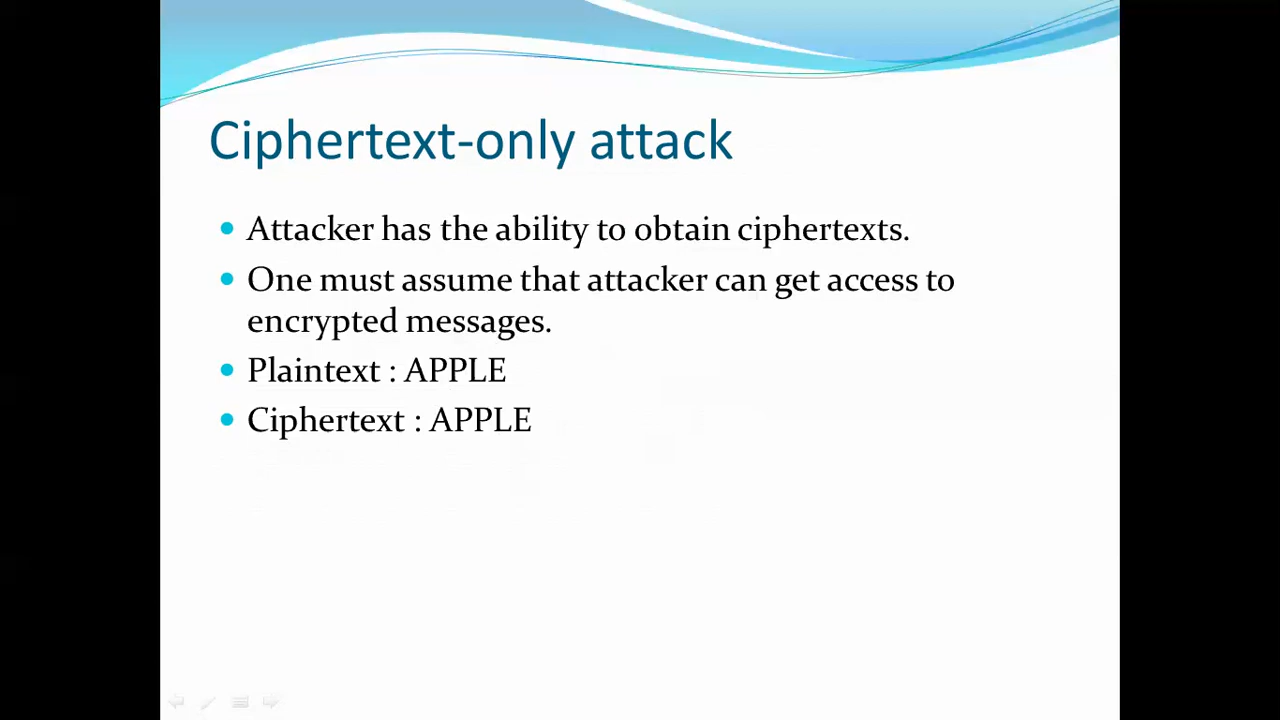 Ciphertext-only attack
Attacker has the ability to obtain ciphertexts.
One must assume that attacker can get access to
encrypted messages.
Plaintext : APPLE
Ciphertext : APPLE